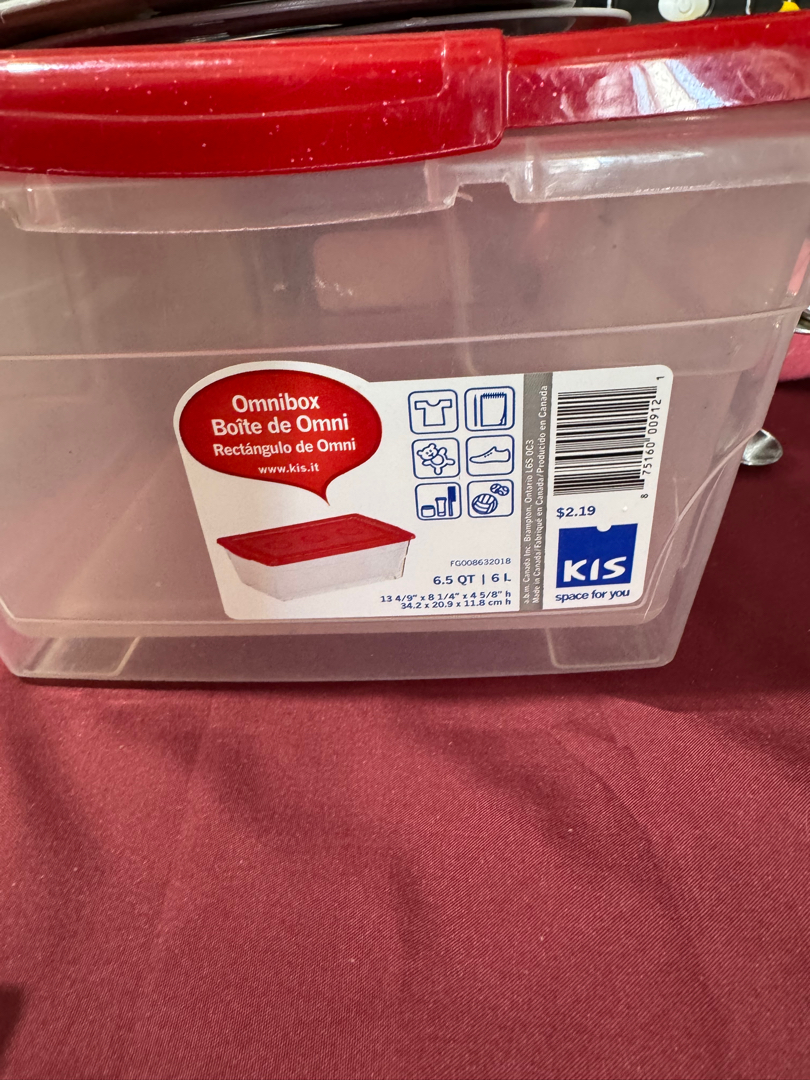 Omnibox
Boîte de Omni
Rectángulo de Omni
www.kis.it
FG008632018
6.5 QT | 6 L
13 4/9" x 8 1/4" x 4 5/8" h
34.2 x 20.9 x 11.8 cm h
a.b.m. Canada Inc. Brampton, Ontario L6S 0C3
Made in Canada/Fabriqué en Canada/Producido en Canada
8 75160 00912 1
$2.19
KIS
space for you